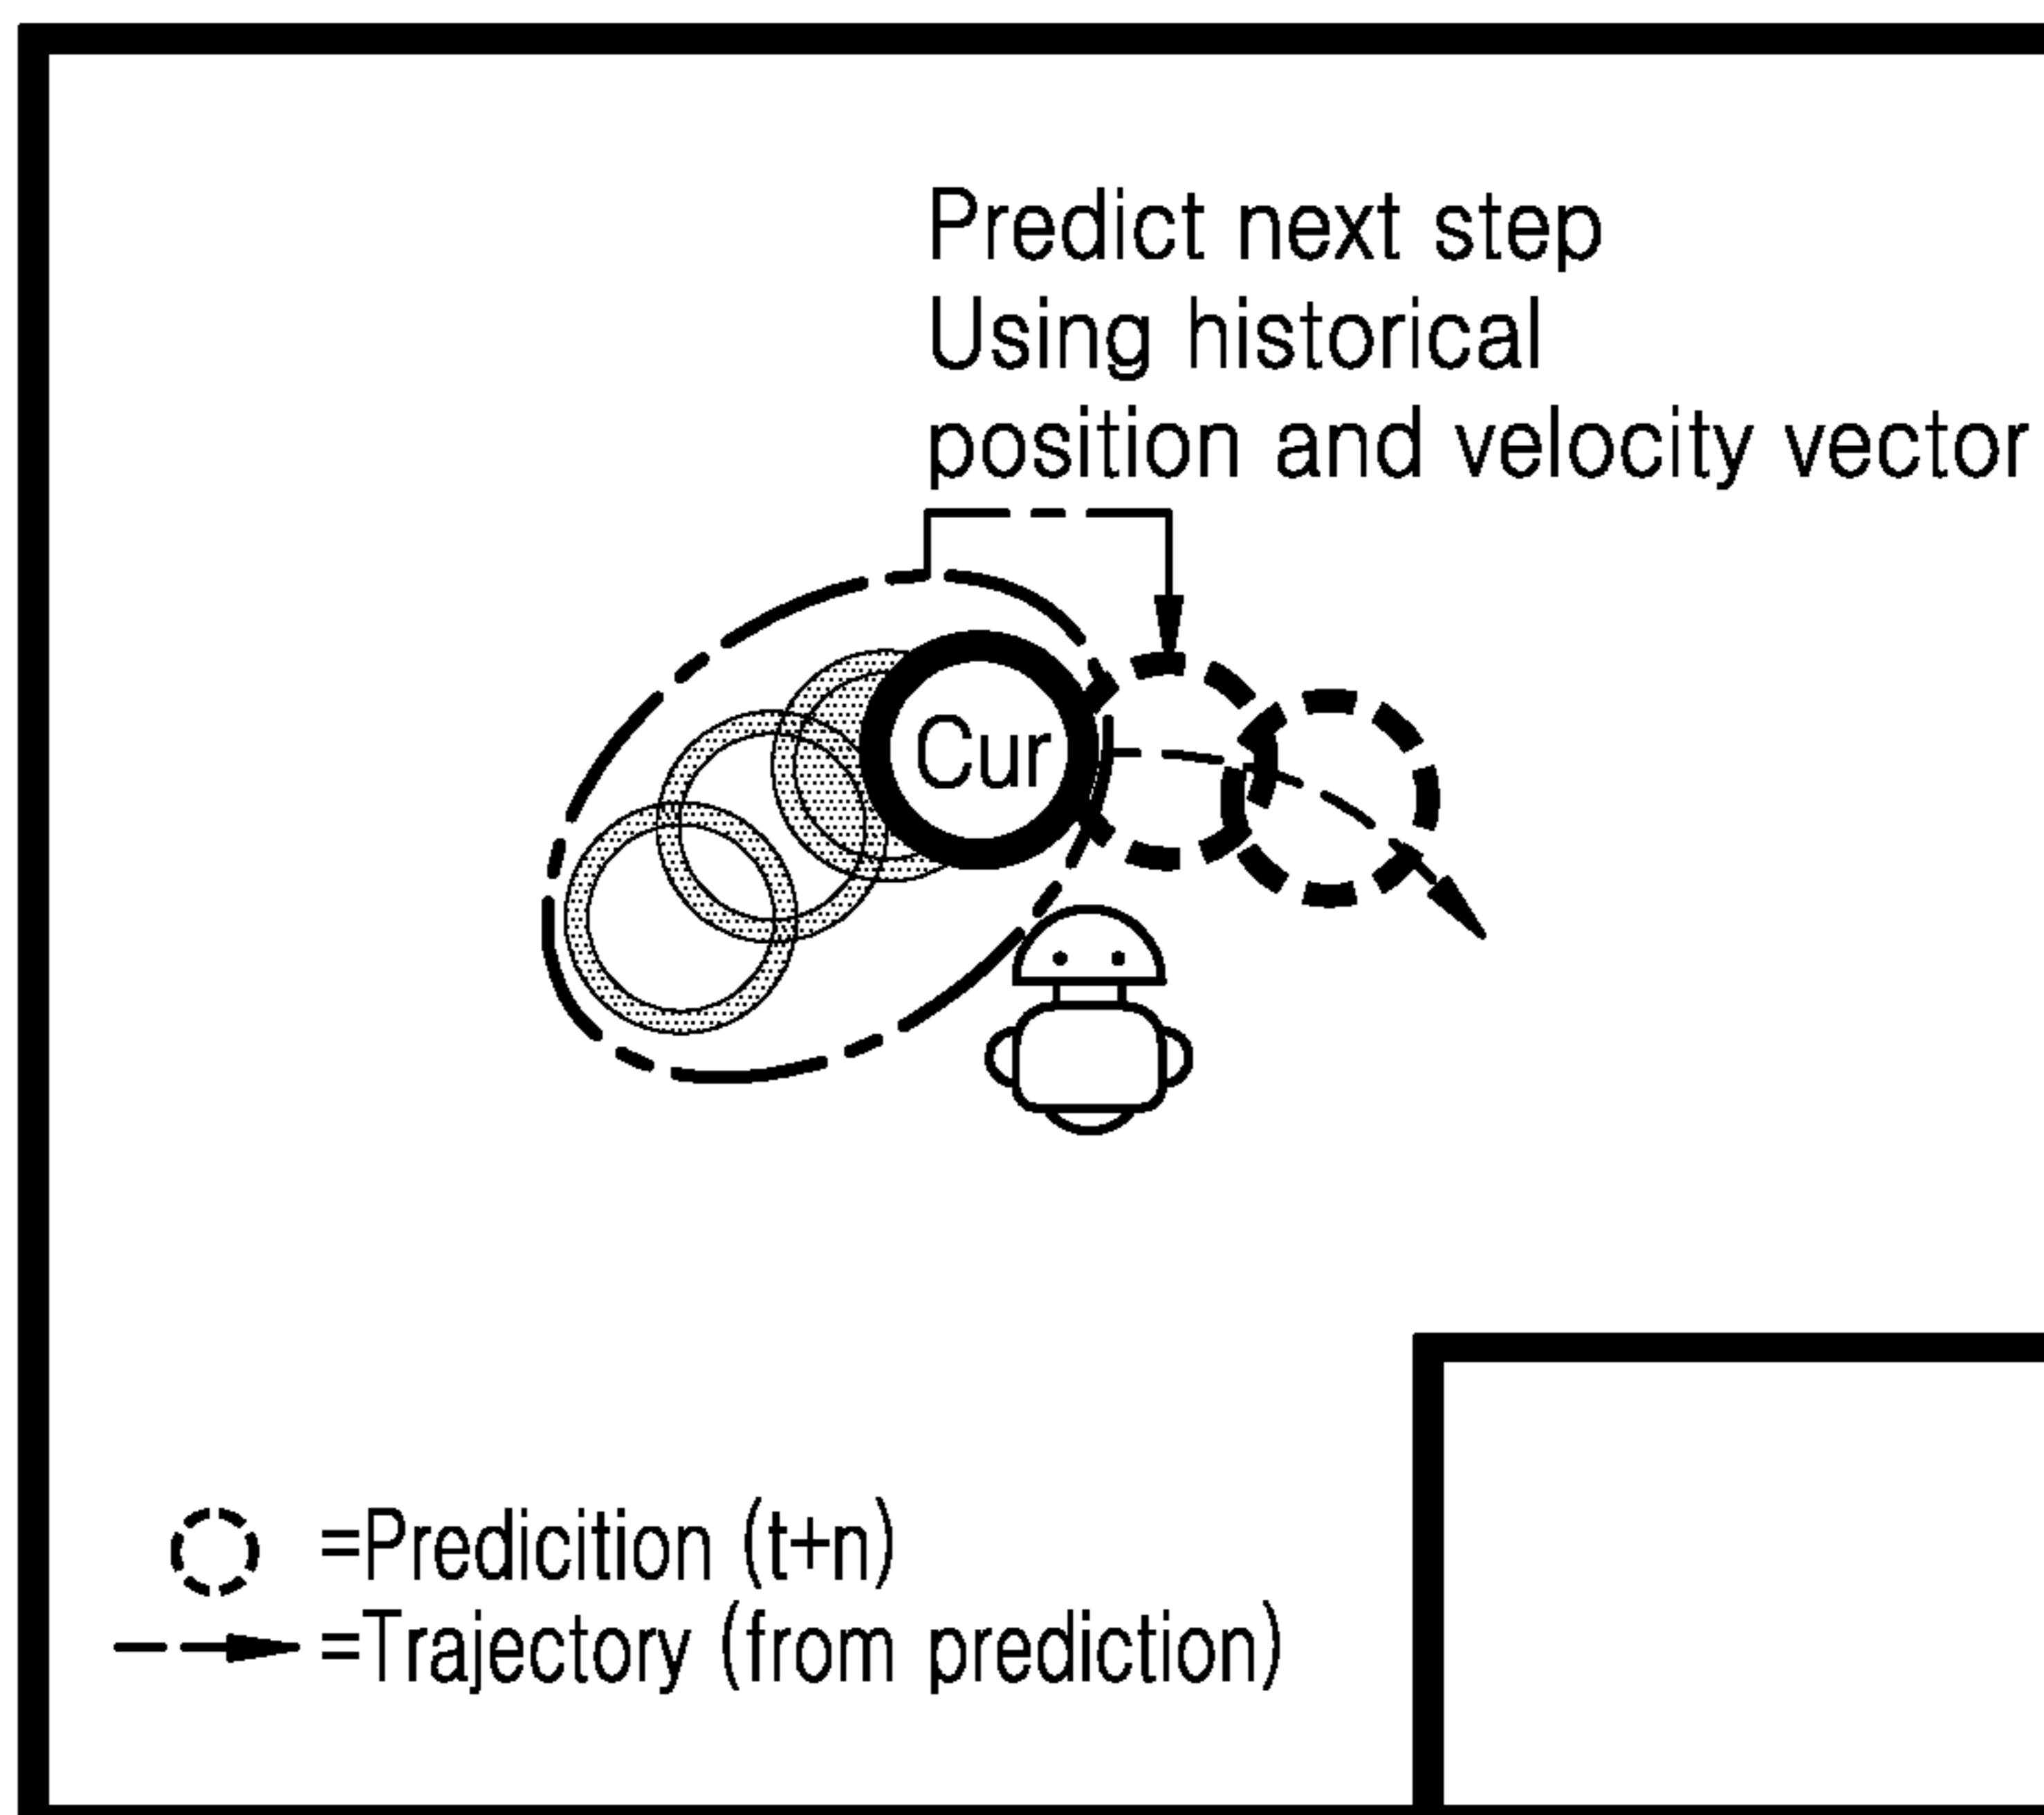 Predict next step
Using historical
position and velocity vector
Cur
=Predicition (t+n)
=Trajectory (from prediction)